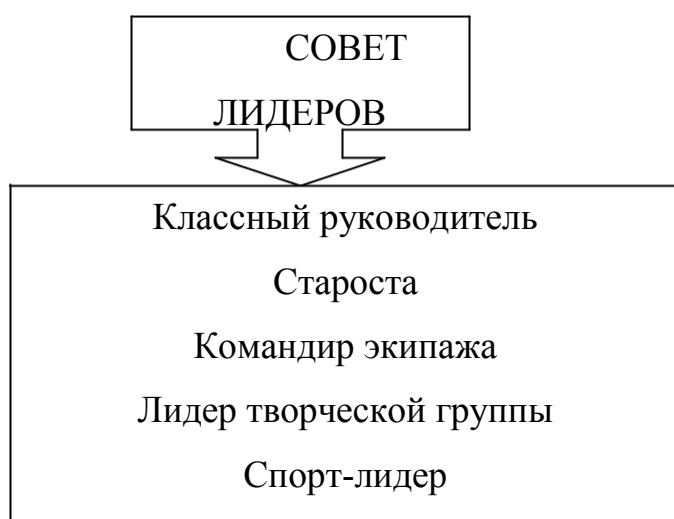 СОВЕТ
ЛИДЕРОВ
Классный руководитель
Староста
Командир экипажа
Лидер творческой группы
Спорт-лидер